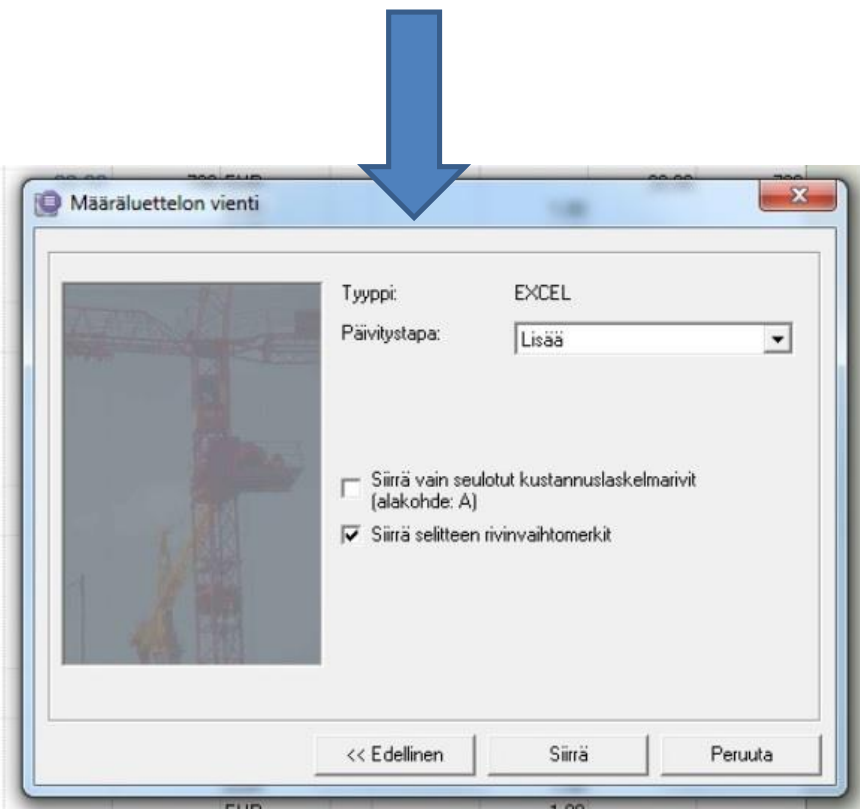 Määräluettelon vienti
Tyyppi: EXCEL
Päivitystapa: Lisää
Siirrä vain seulotut kustannuslaskelmarivit
(alakohde: A)
Siirrä selitteen rivinvaihtomerkit
<< Edellinen Siirrä Peruuta